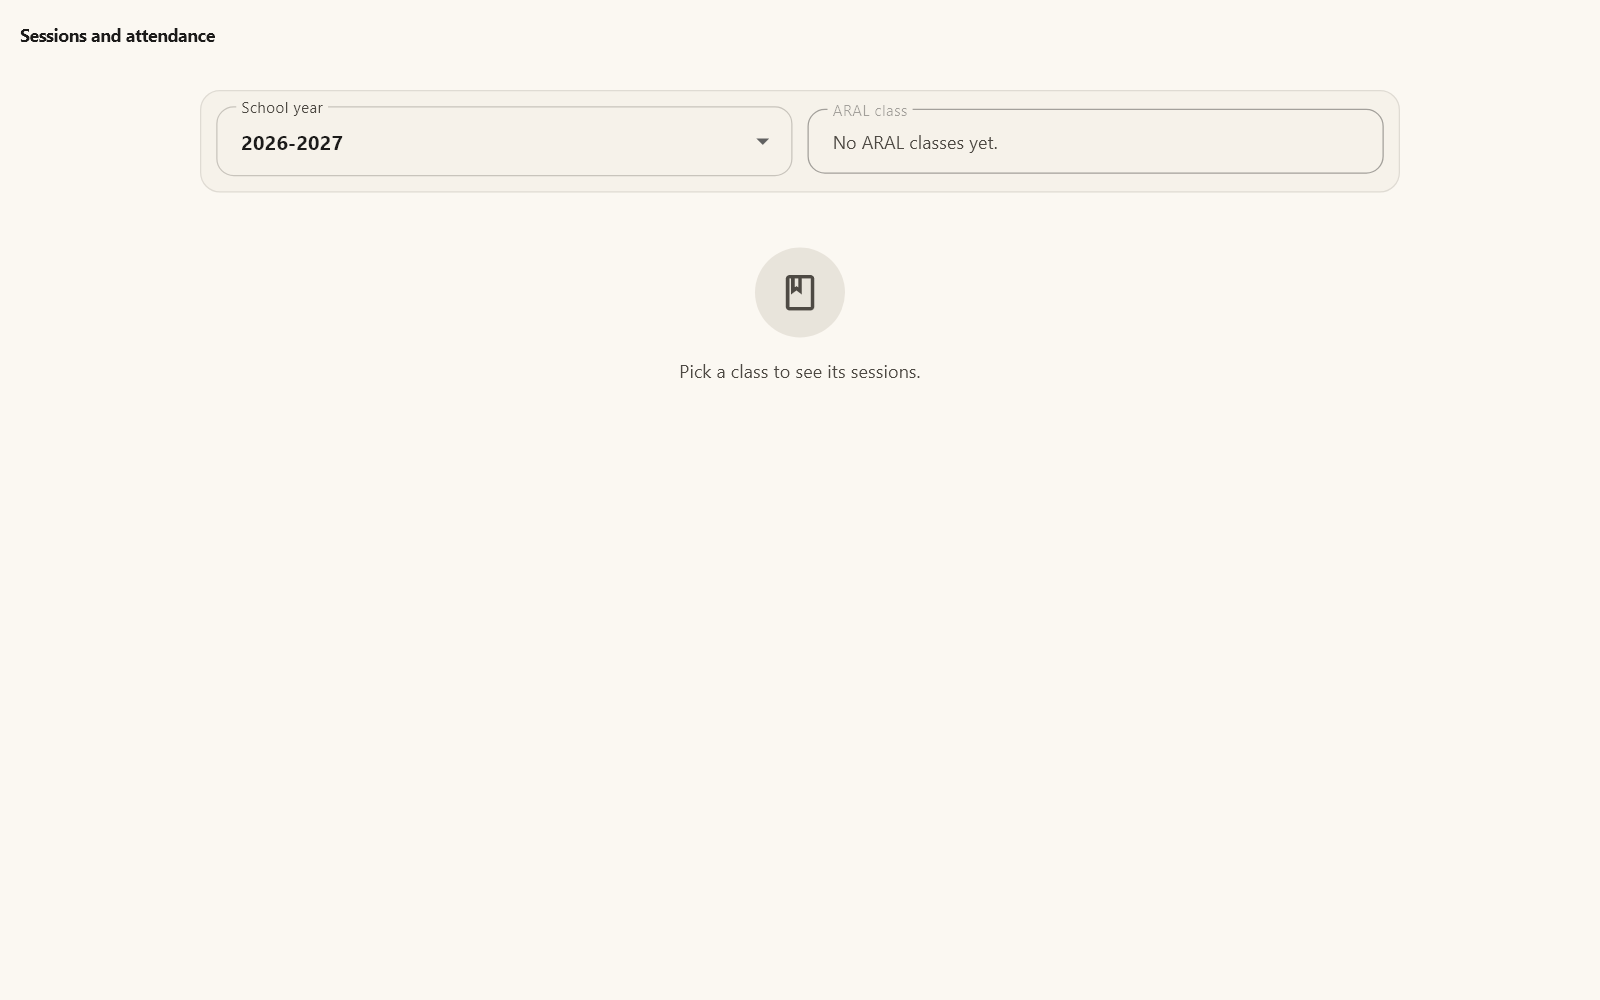 Sessions and attendance
School year
2026-2027
ARAL class
No ARAL classes yet.
Pick a class to see its sessions.